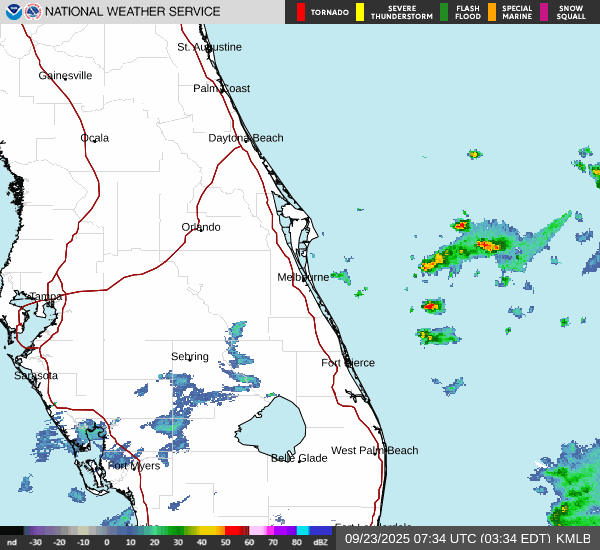 NATIONAL WEATHER SERVICE
TORNADO
SEVERE THUNDERSTORM
FLASH FLOOD
SPECIAL MARINE
SNOW SQUALL
St. Augustine
Gainesville
Palm Coast
Ocala
Daytona Beach
Orlando
Melbourne
Tampa
Sebring
Fort Pierce
Sarasota
West Palm Beach
Belle Glade
Fort Myers
nd -30 -20 -10 0 10 20 30 40 50 60 70 80 dBZ
09/23/2025 07:34 UTC (03:34 EDT) KMLB